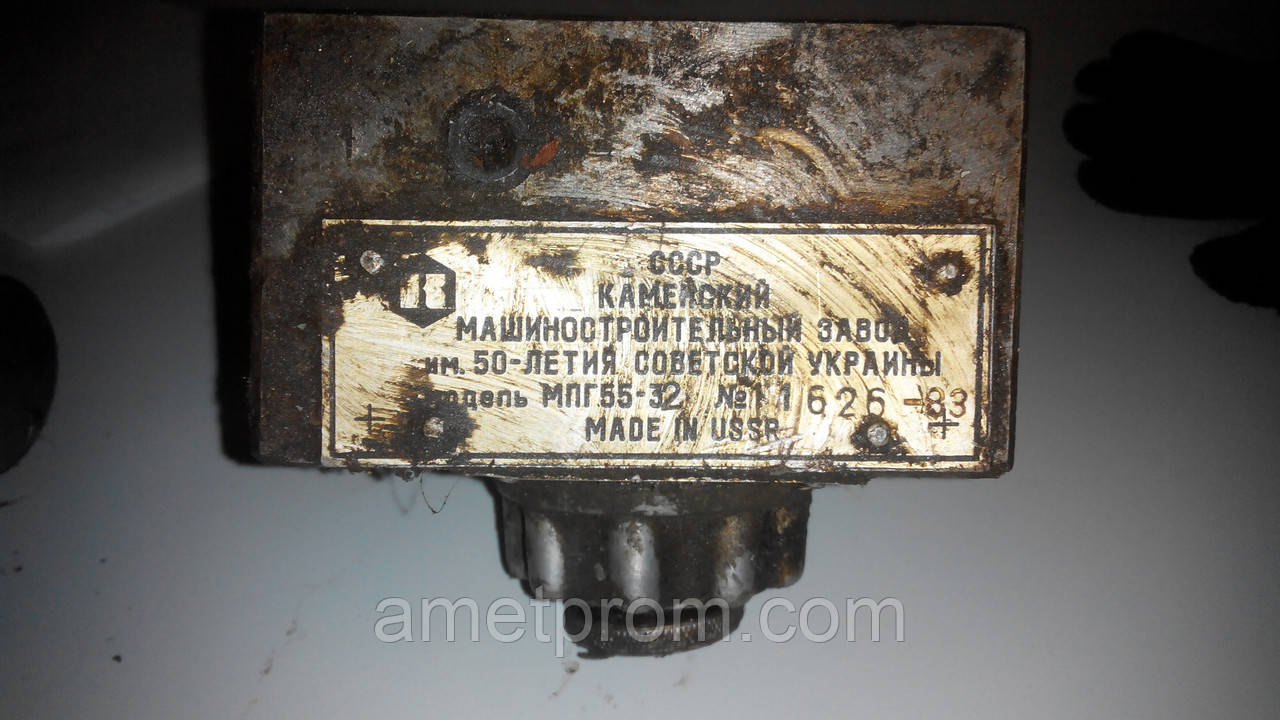 СССР
КАМЕНСКИЙ
МАШИНОСТРОИТЕЛЬНЫЙ ЗАВОД
им. 50-ЛЕТИЯ СОВЕТСКОЙ УКРАИНЫ
модель МПГ55-32 №11626-83
MADE IN USSR
ametprom.com